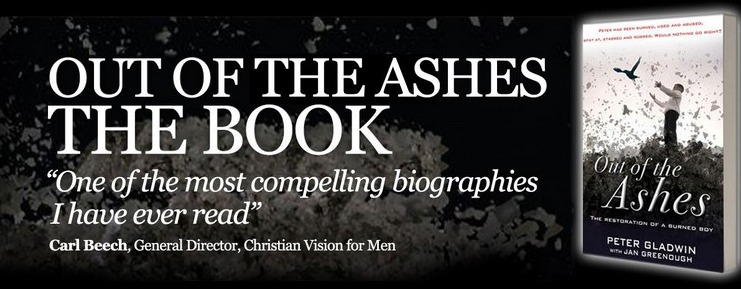 OUT OF THE ASHES
THE BOOK
“One of the most compelling biographies
I have ever read”
Carl Beech, General Director, Christian Vision for Men
PETER HAD BEEN BURNED, USED AND ABUSED,
SPAT AT, STABBED AND ROBBED. WOULD NOTHING GO RIGHT?
Out of the
Ashes
THE RESTORATION OF A BURNED BOY
PETER GLADWIN
WITH JAN GREENOUGH